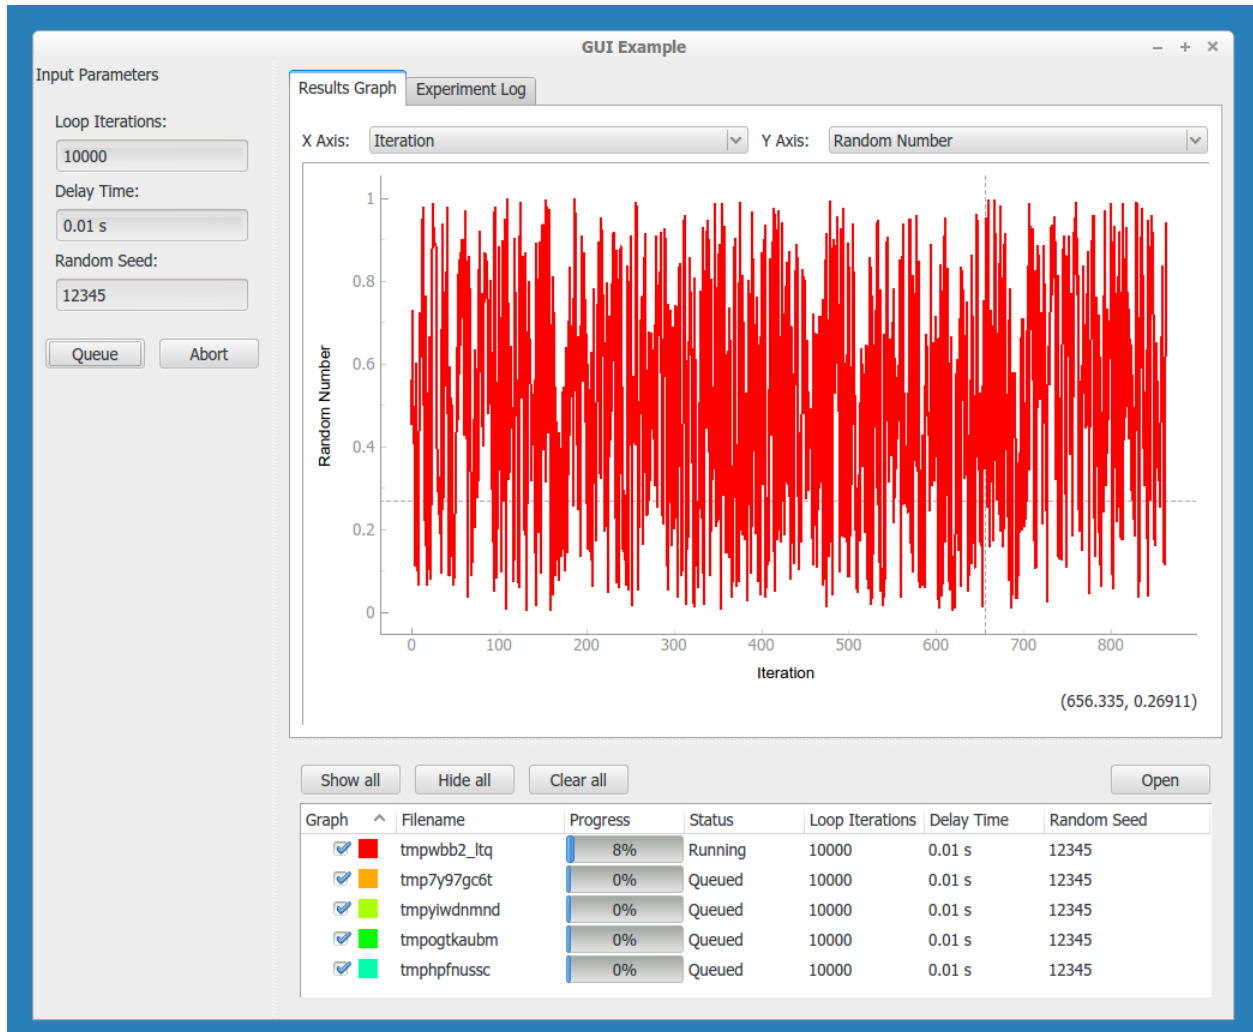 GUI Example
Input Parameters
Loop Iterations:
10000
Delay Time:
0.01 s
Random Seed:
12345
Queue Abort
Results Graph Experiment Log
X Axis: Iteration Y Axis: Random Number
1
0.8
0.6
0.4
0.2
0
Random Number
0 100 200 300 400 500 600 700 800
Iteration
(656.335, 0.26911)
Show all Hide all Clear all Open
Graph Filename Progress Status Loop Iterations Delay Time Random Seed
tmpwbb2_ltq 8% Running 10000 0.01 s 12345
tmp7y97gc6t 0% Queued 10000 0.01 s 12345
tmpyiwdnmnd 0% Queued 10000 0.01 s 12345
tmpogtkaubm 0% Queued 10000 0.01 s 12345
tmphpfnussc 0% Queued 10000 0.01 s 12345